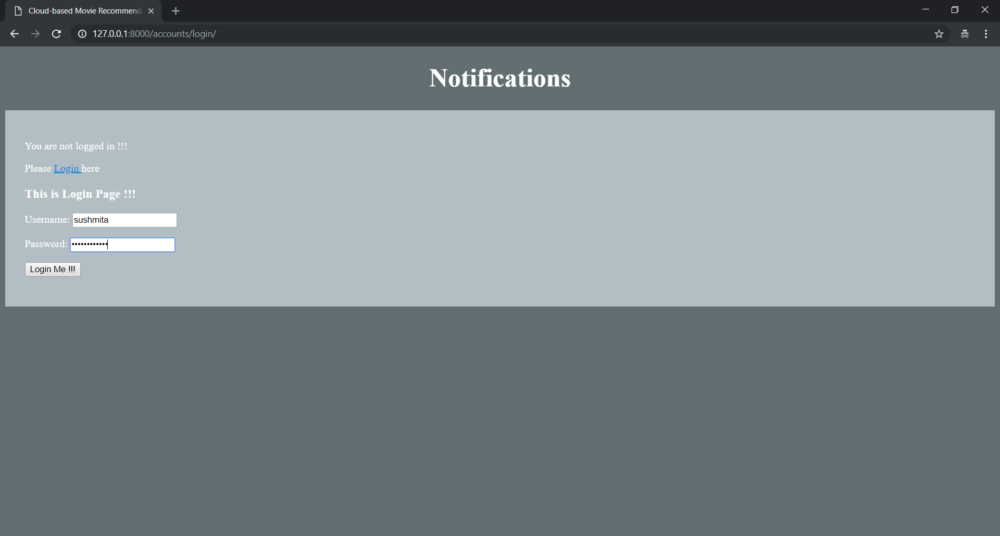 Cloud-based Movie Recommend
127.0.0.1:8000/accounts/login/
Notifications
You are not logged in !!!
Please Login here
This is Login Page !!!
Username: sushmita
Password: ••••••••••••
Login Me !!!